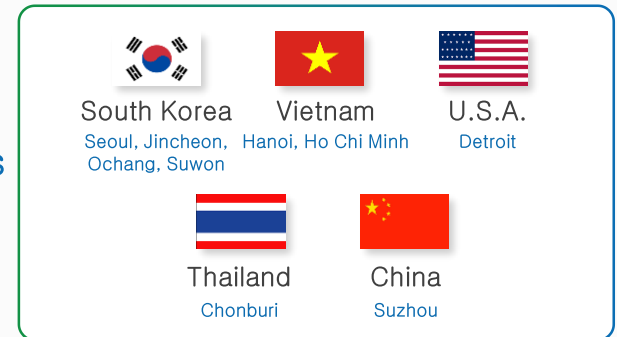 South Korea
Seoul, Jincheon,
Ochang, Suwon
Vietnam
Hanoi, Ho Chi Minh
U.S.A.
Detroit
s
Thailand
Chonburi
China
Suzhou